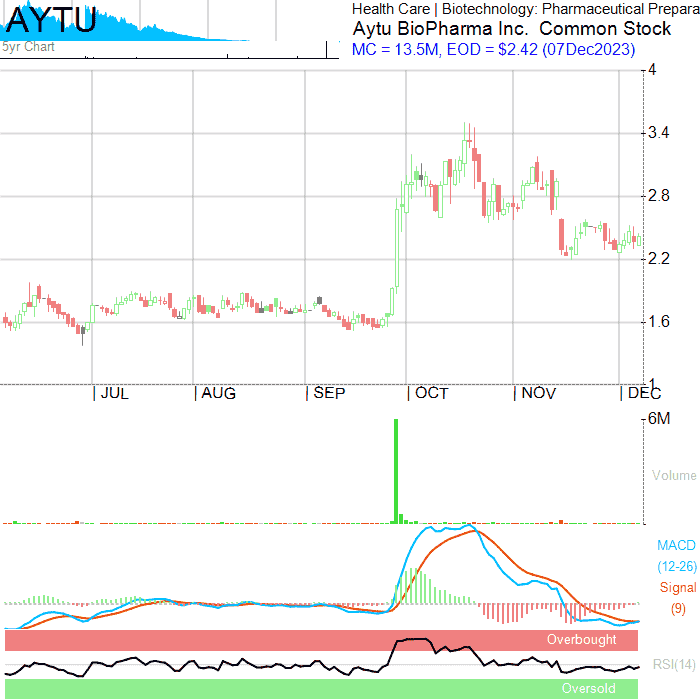 AYTU
5yr Chart
Health Care | Biotechnology: Pharmaceutical Prepara
Aytu BioPharma Inc. Common Stock
MC = 13.5M, EOD = $2.42 (07Dec2023)
4
3.4
2.8
2.2
1.6
1
JUL
AUG
SEP
OCT
NOV
DEC
6M
Volume
MACD
(12-26)
Signal
(9)
Overbought
RSI(14)
Oversold